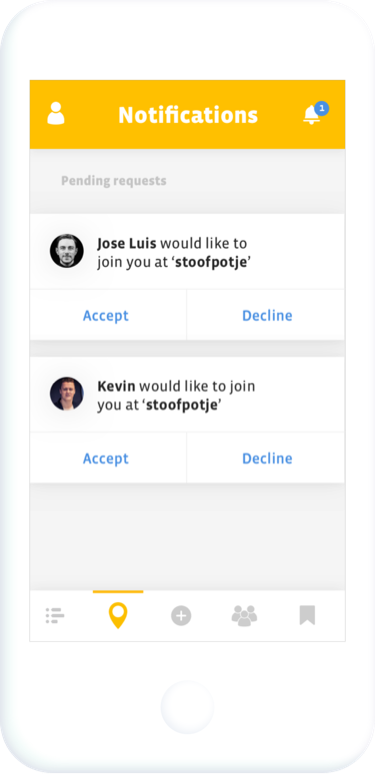 Notifications
1
Pending requests
Jose Luis would like to
join you at ‘stoofpotje’
Accept
Decline
Kevin would like to join
you at ‘stoofpotje’
Accept
Decline